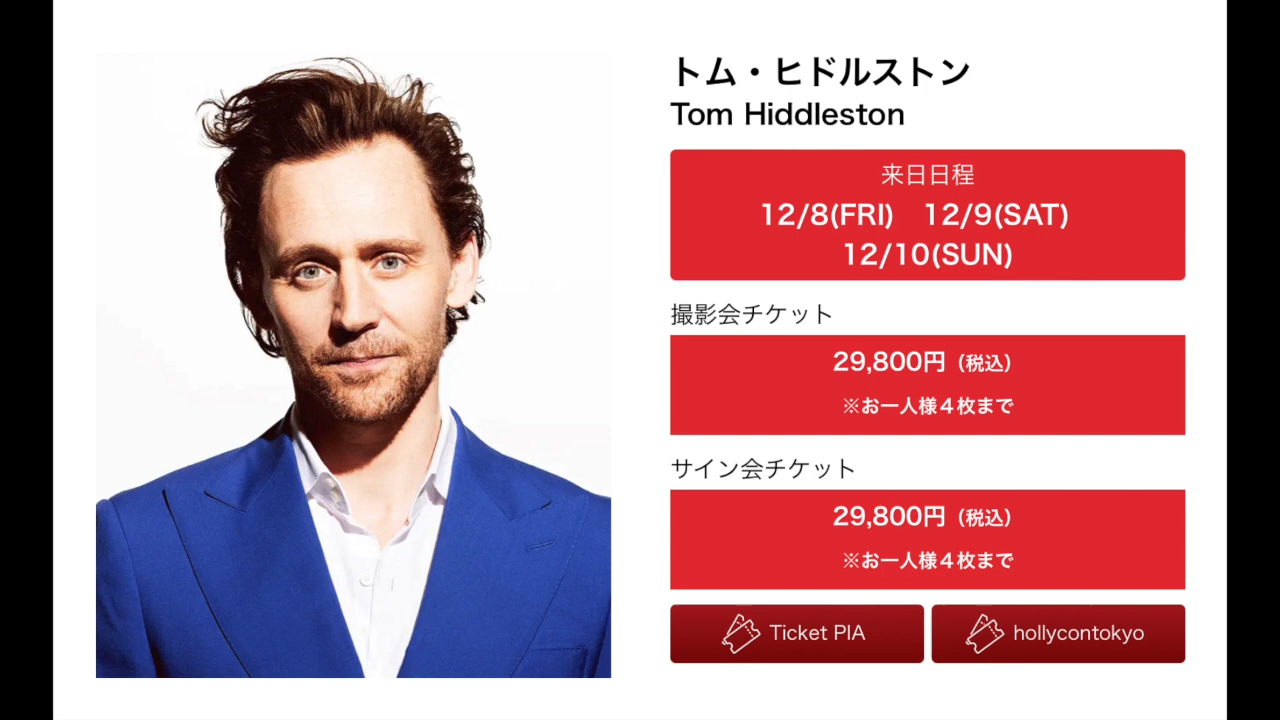 トム・ヒドルストン
Tom Hiddleston
来日日程
12/8(FRI)　12/9(SAT)
12/10(SUN)
撮影会チケット
29,800円（税込）
※お一人様４枚まで
サイン会チケット
29,800円（税込）
※お一人様４枚まで
Ticket PIA
hollycontokyo